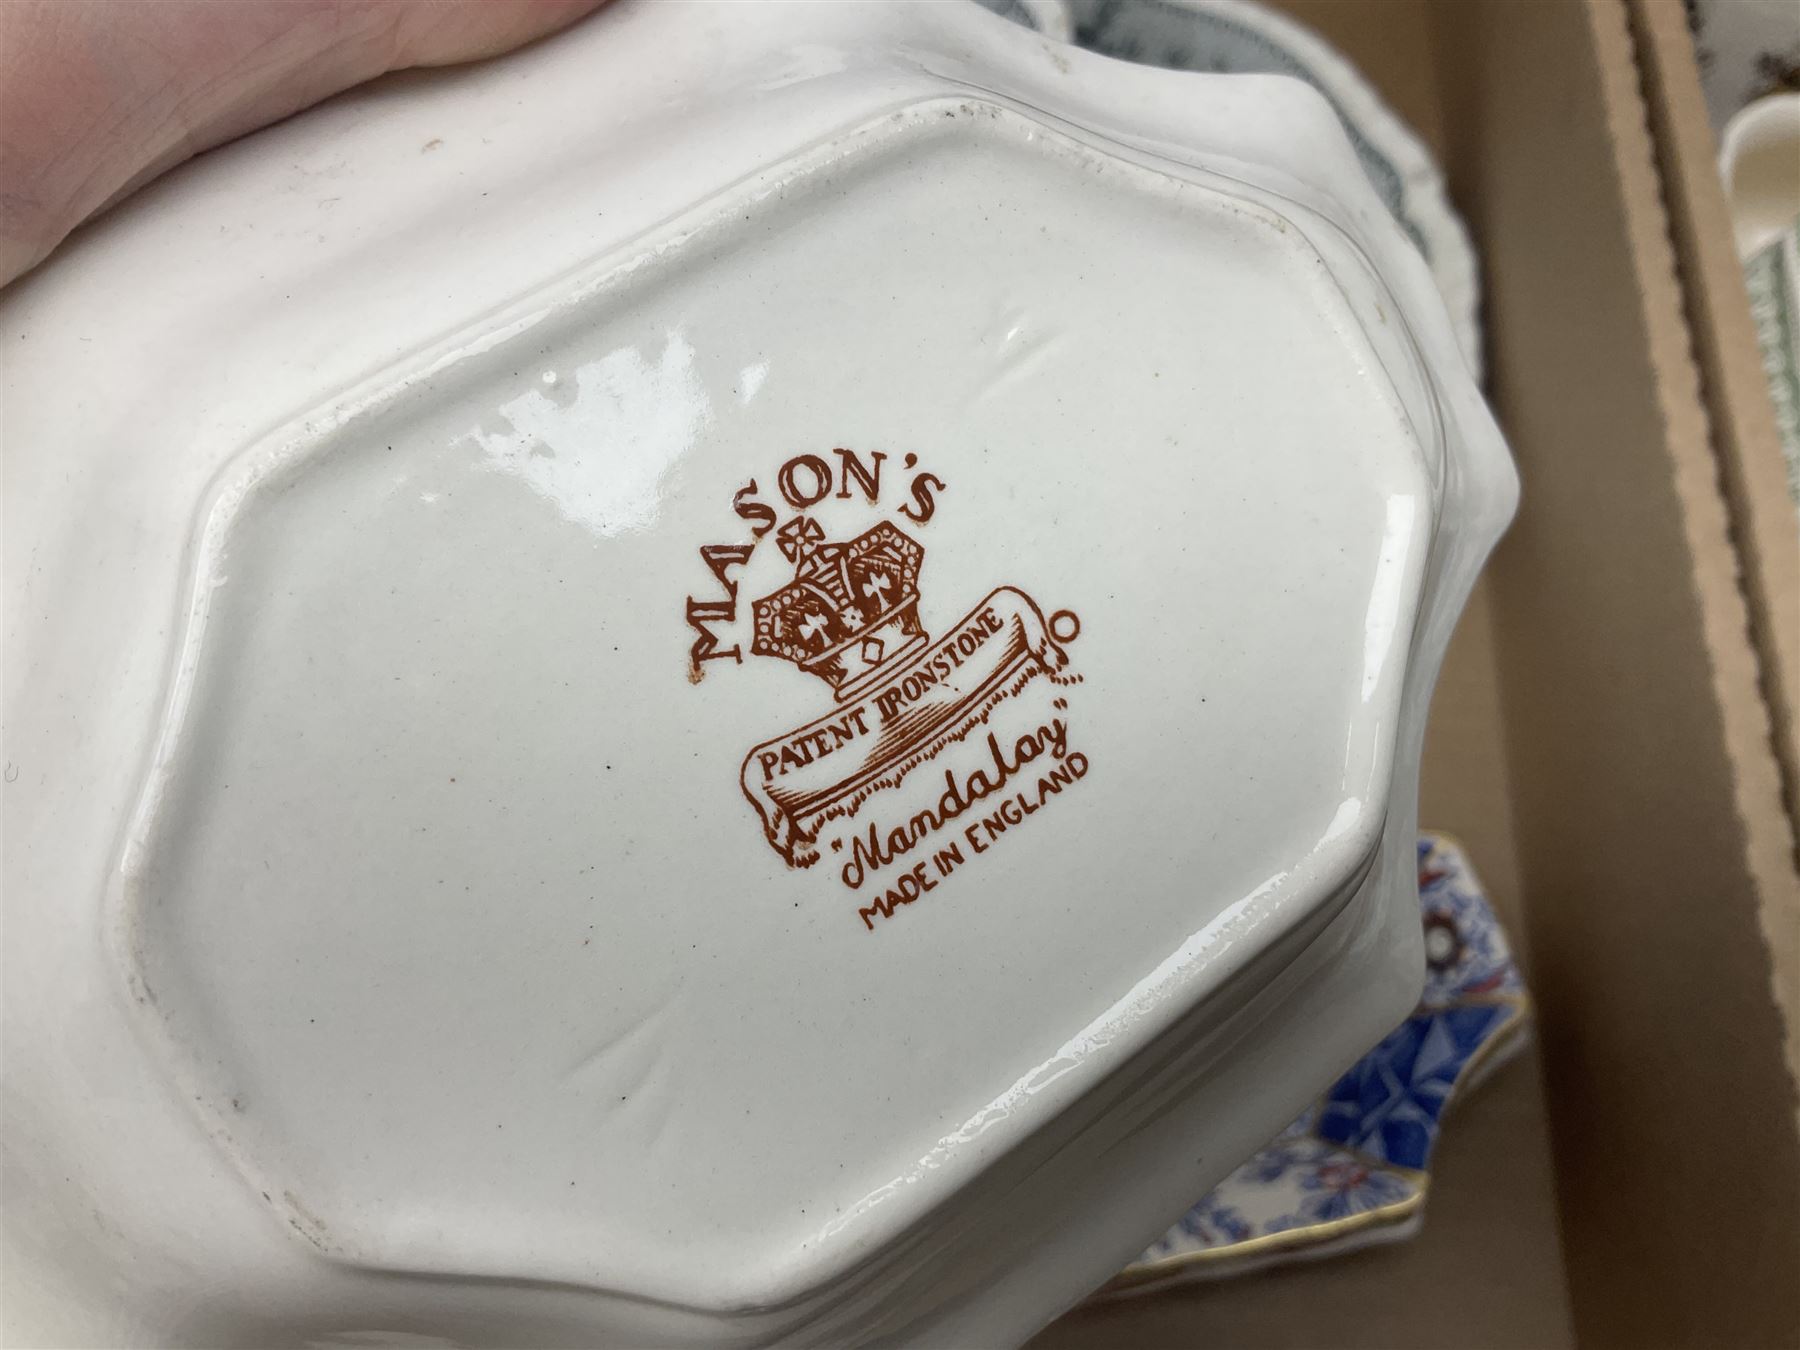 MASON'S
PATENT IRONSTONE
"Mandalay"
MADE IN ENGLAND